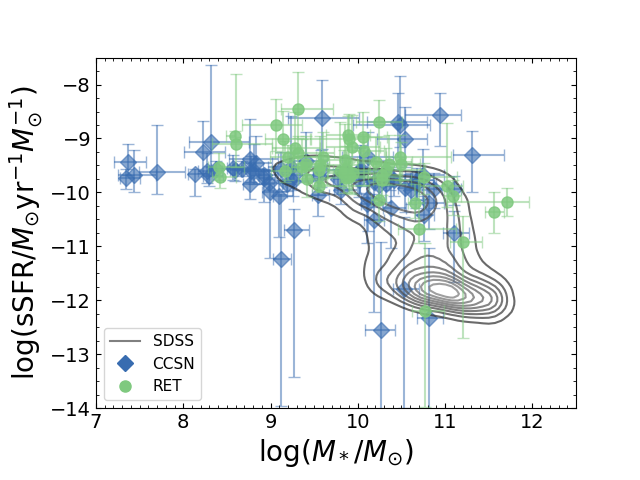 −8
−9
−10
−11
−12
−13
−14
log(sSFR/M⊙yr⁻¹M⊙⁻¹)
SDSS
CCSN
RET
7 8 9 10 11 12
log(M*/M⊙)